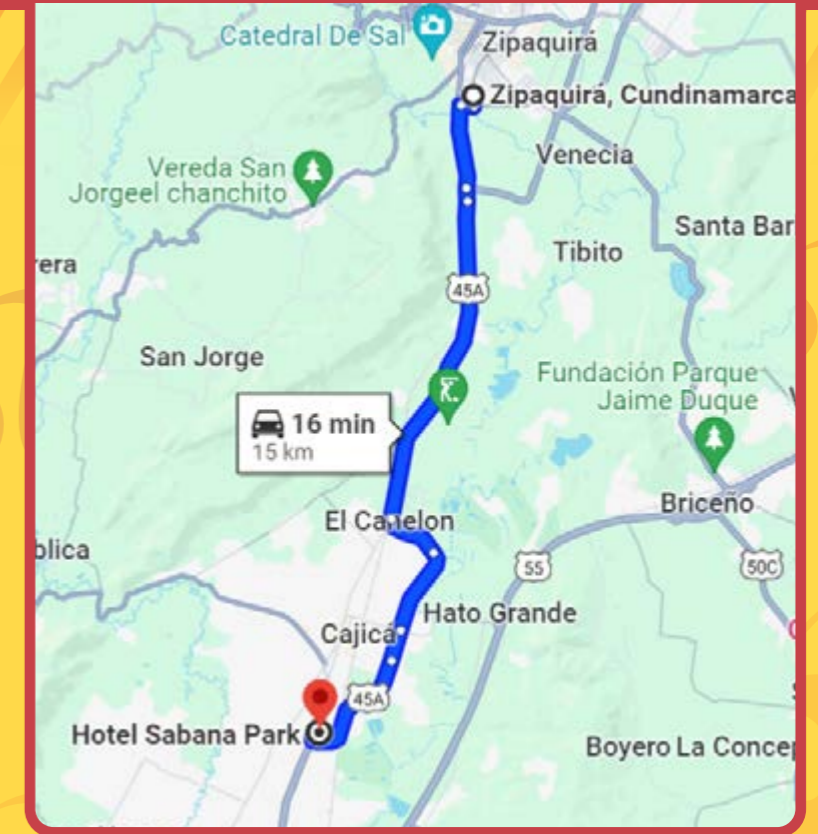 Catedral De Sal
Zipaquirá
Zipaquirá, Cundinamarca
Venecia
Vereda San
Jorgeel chanchito
Santa Bar
Tibito
rera
45A
San Jorge
Fundación Parque
Jaime Duque
16 min
15 km
Briceño
El Canelon
blica
55
50C
Hato Grande
Cajicá
45A
Hotel Sabana Park
Boyero La Concep